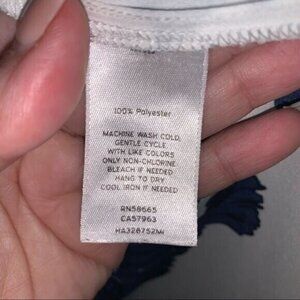 100% Polyester
MACHINE WASH COLD,
GENTLE CYCLE
WITH LIKE COLORS
ONLY NON-CHLORINE
BLEACH IF NEEDED
HANG TO DRY
COOL IRON IF NEEDED
RN58665
CA57963